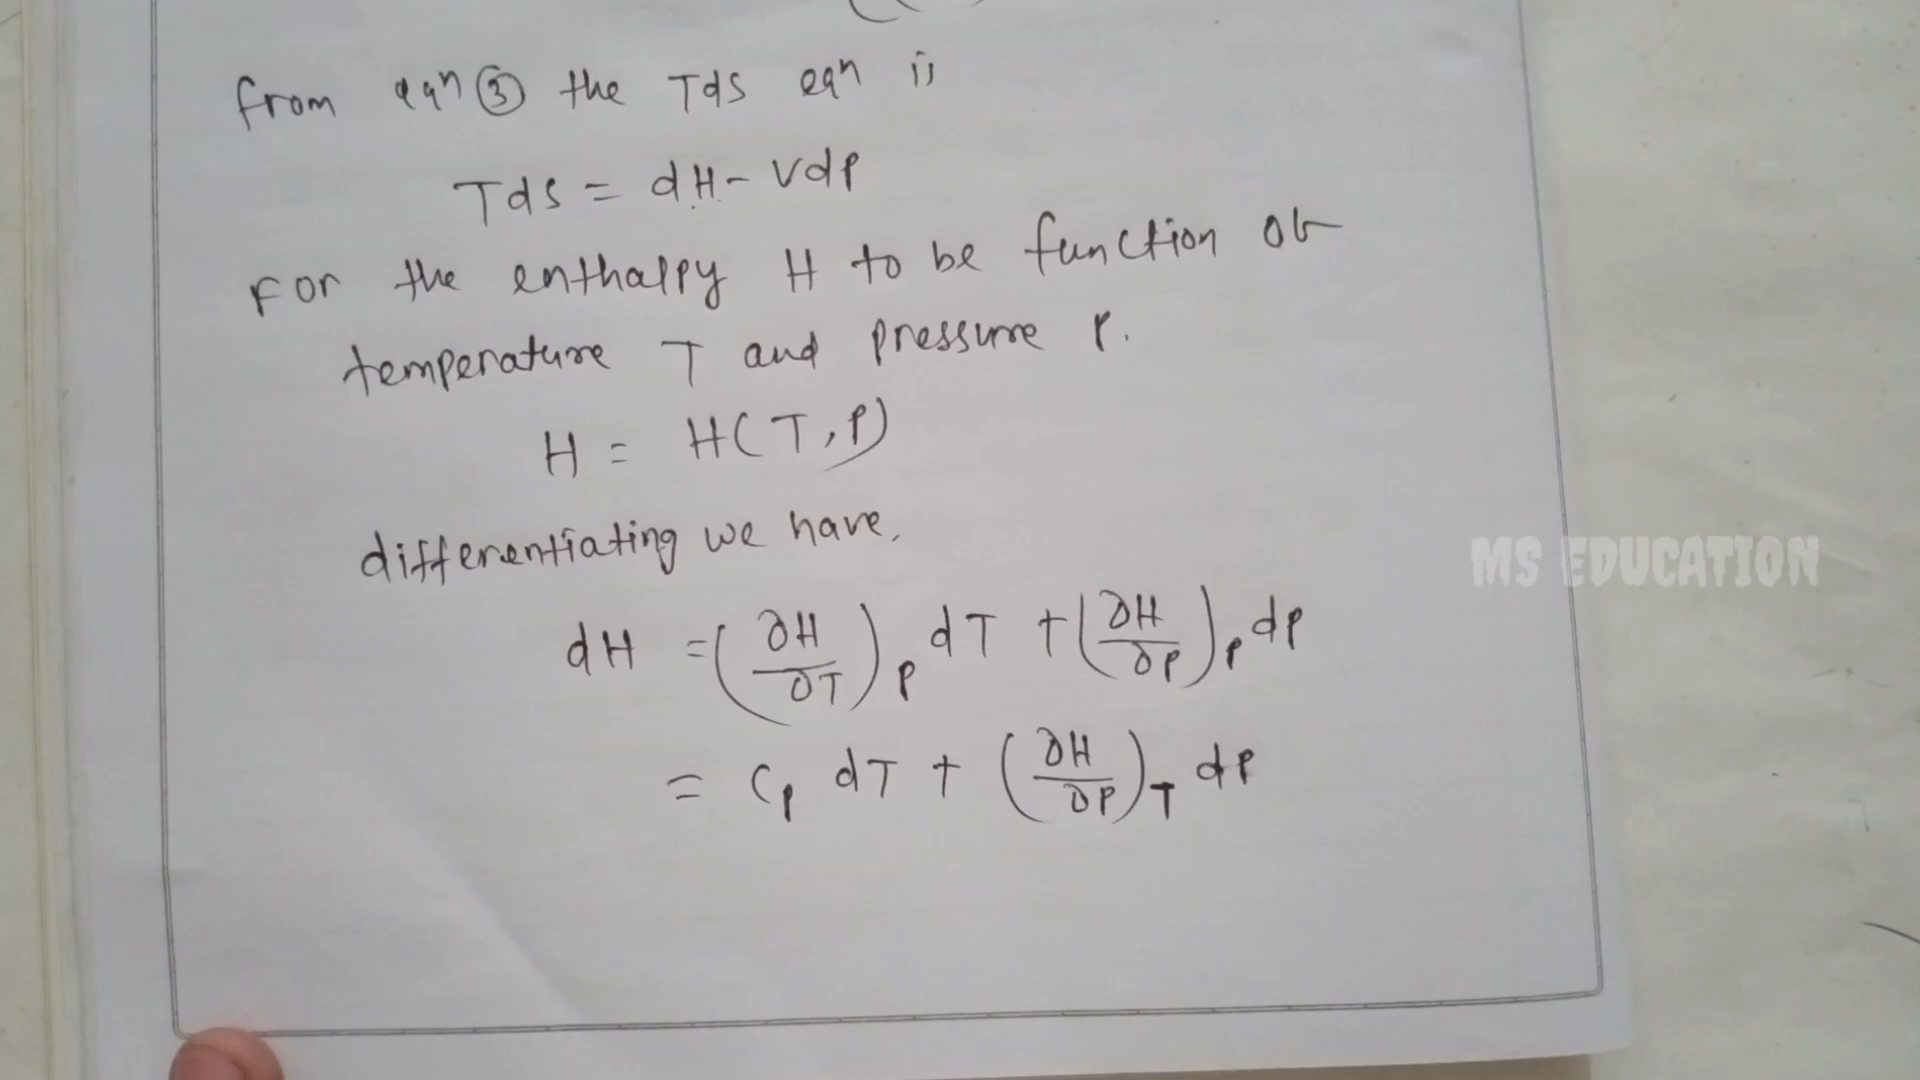 from eqn ③ the Tds eqn is
Tds = dH - Vdp
For the enthalpy H to be function of
temperature T and pressure P.
H = H(T,P)
differentiating we have,
dH = (∂H/∂T)P dT + (∂H/∂P)P dP
= CP dT + (∂H/∂P)T dP
MS EDUCATION